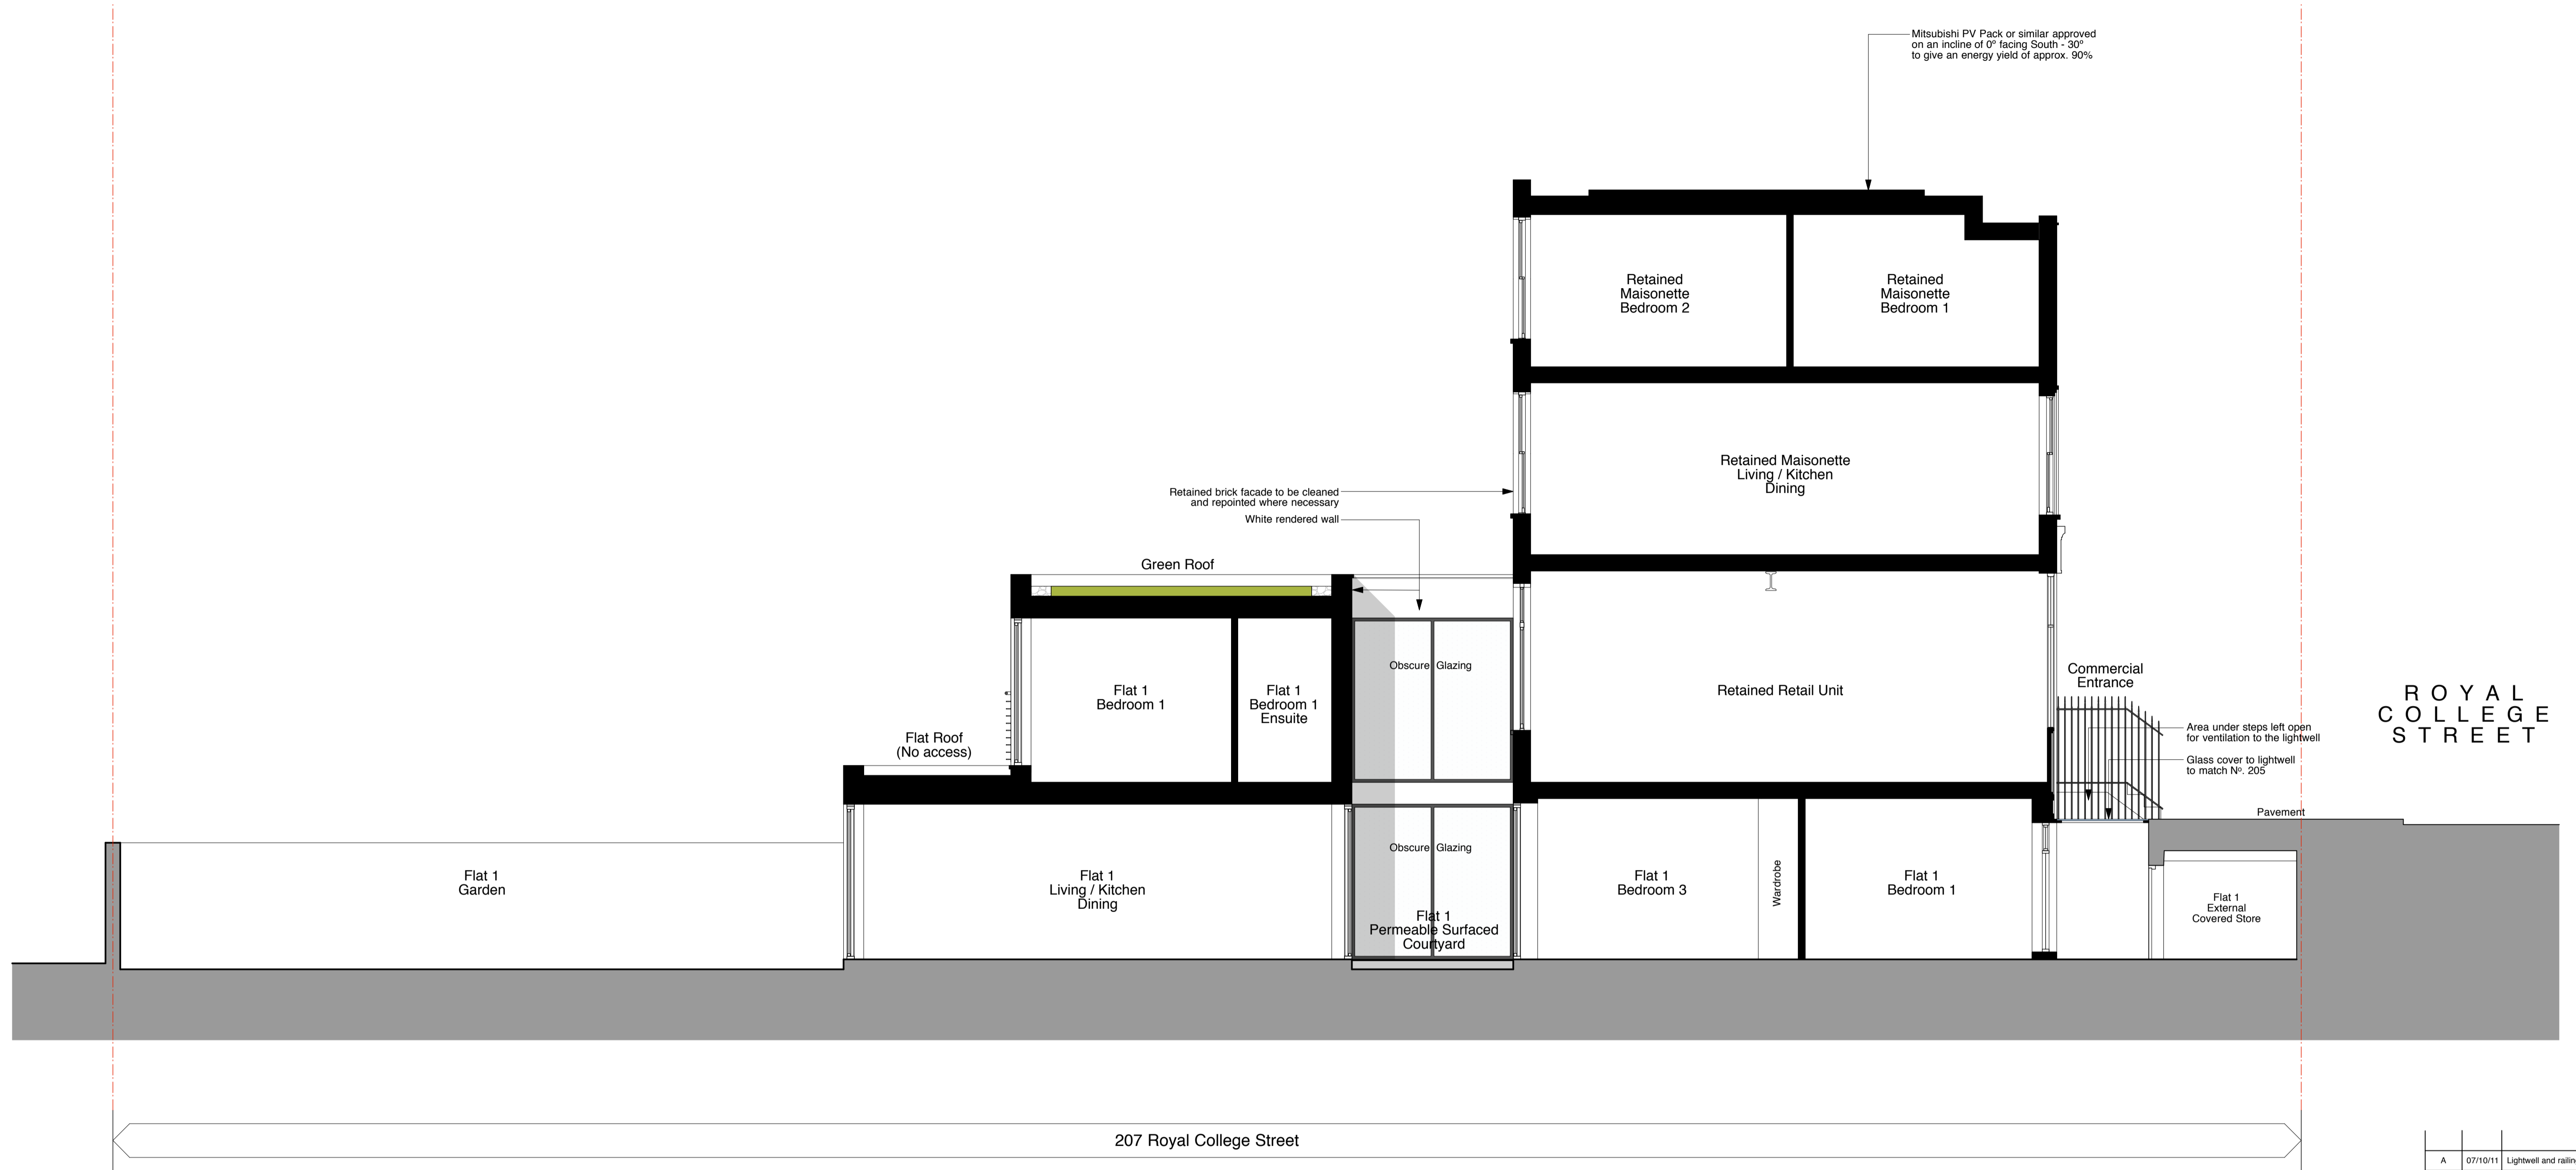 Mitsubishi PV Pack or similar approved
on an incline of 0º facing South - 30º
to give an energy yield of approx. 90%
Retained
Maisonette
Bedroom 2
Retained
Maisonette
Bedroom 1
Retained Maisonette
Living / Kitchen
Dining
Retained brick facade to be cleaned
and repointed where necessary
White rendered wall
Green Roof
Obscure Glazing
Flat 1
Bedroom 1
Flat 1
Bedroom 1
Ensuite
Retained Retail Unit
Commercial
Entrance
ROYAL
COLLEGE
STREET
Flat Roof
(No access)
Area under steps left open
for ventilation to the lightwell
Glass cover to lightwell
to match Nº. 205
Pavement
Flat 1
Garden
Flat 1
Living / Kitchen
Dining
Obscure Glazing
Flat 1
Permeable Surfaced
Courtyard
Flat 1
Bedroom 3
Wardrobe
Flat 1
Bedroom 1
Flat 1
External
Covered Store
207 Royal College Street
A 07/10/11 Lightwell and